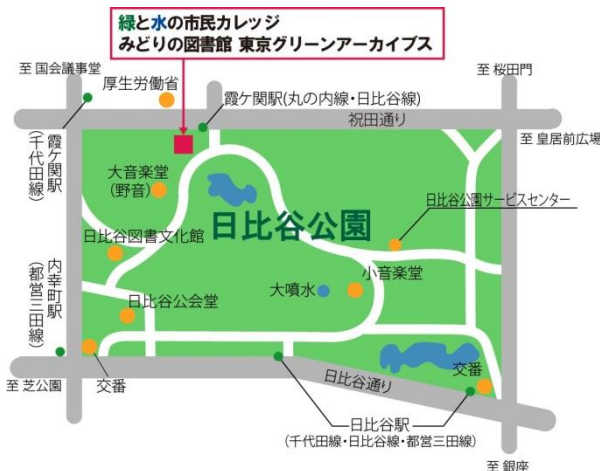 緑と水の市民カレッジ
みどりの図書館 東京グリーンアーカイブス
至 国会議事堂
厚生労働省
至 桜田門
霞ケ関駅(丸の内線・日比谷線)
祝田通り
至 皇居前広場
霞ケ関駅
(千代田線)
大音楽堂
(野音)
日比谷公園サービスセンター
日比谷公園
日比谷図書文化館
内幸町駅
(都営三田線)
小音楽堂
大噴水
日比谷公会堂
交番
交番
至 芝公園
日比谷通り
日比谷駅
(千代田線・日比谷線・都営三田線)
至 銀座